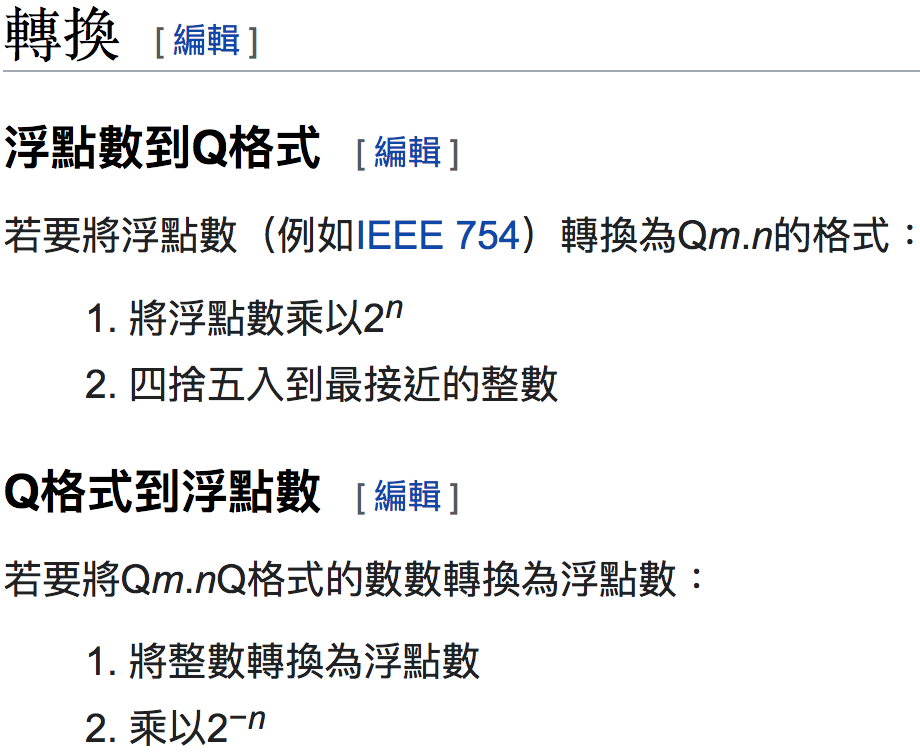 轉換 [編輯]
浮點數到Q格式 [編輯]
若要將浮點數（例如IEEE 754）轉換為Qm.n的格式：
1. 將浮點數乘以2ⁿ
2. 四捨五入到最接近的整數
Q格式到浮點數 [編輯]
若要將Qm.nQ格式的數數轉換為浮點數：
1. 將整數轉換為浮點數
2. 乘以2⁻ⁿ